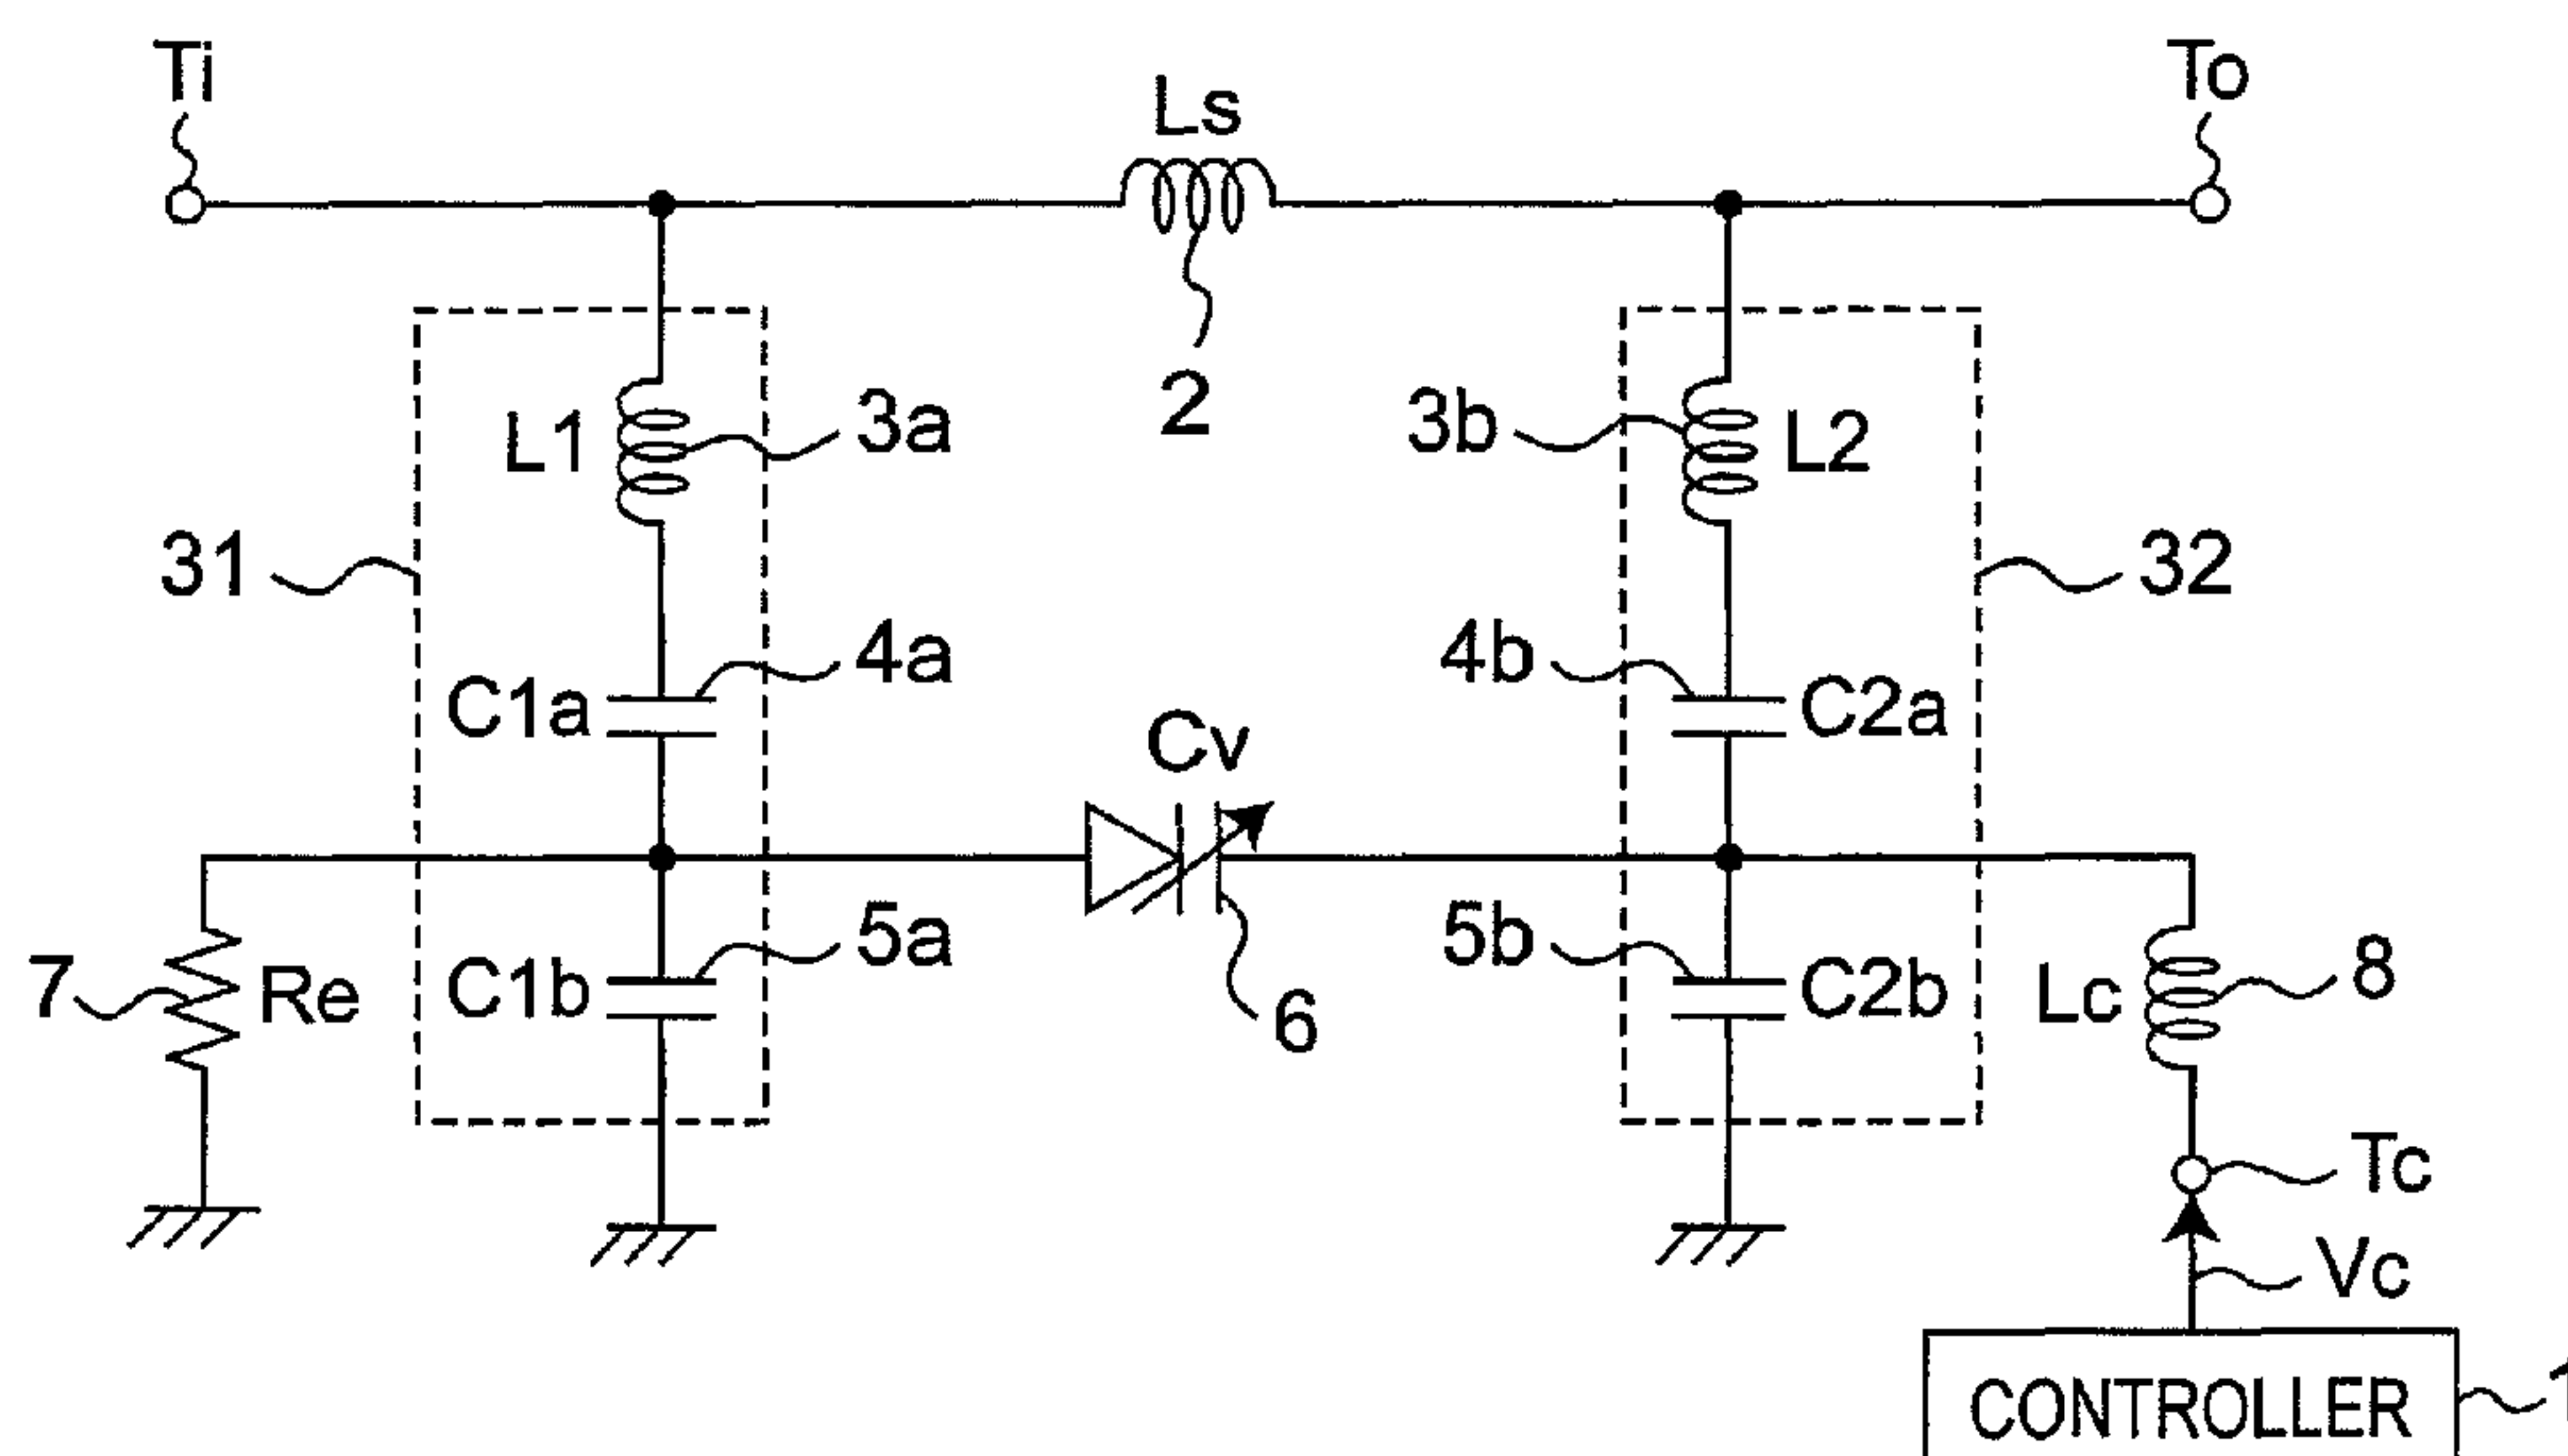 Ti
To
Ls
2
L1
3a
3b
L2
31
32
C1a
4a
4b
C2a
Cv
7
Re
C1b
5a
6
5b
C2b
Lc
8
Tc
Vc
CONTROLLER